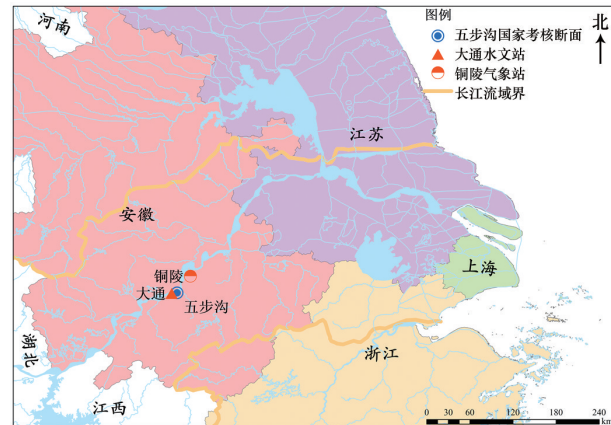 河南
图例
五步沟国家考核断面
大通水文站
铜陵气象站
长江流域界
北
江苏
安徽
铜陵
大通
五步沟
上海
湖北
江西
浙江
0 30 60 120 180 240
km